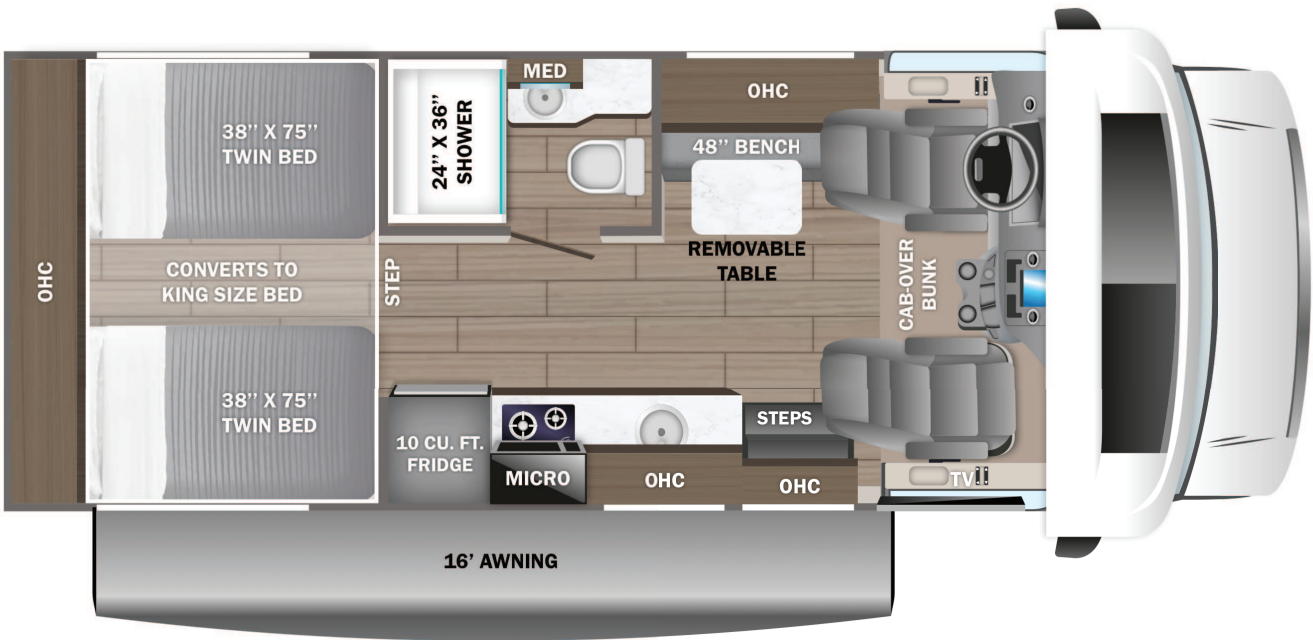 OHC
38’’ X 75’’
TWIN BED
CONVERTS TO
KING SIZE BED
38’’ X 75’’
TWIN BED
STEP
24’’ X 36’’
SHOWER
MED
OHC
48’’ BENCH
REMOVABLE
TABLE
CAB-OVER
BUNK
10 CU. FT.
FRIDGE
MICRO
OHC
STEPS
OHC
TV
16’ AWNING